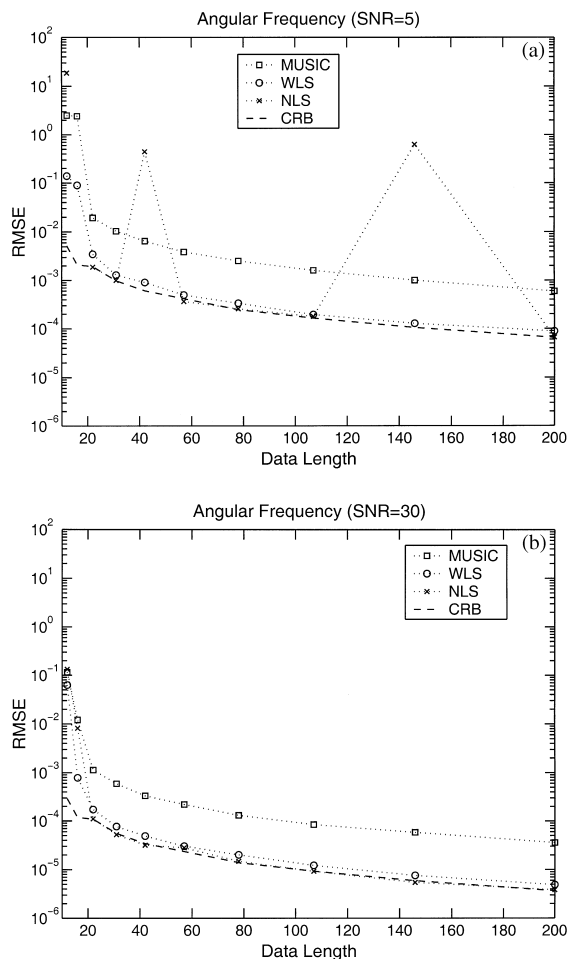 Angular Frequency (SNR=5)
(a)
MUSIC
WLS
NLS
CRB
10^2
10^1
10^0
10^-1
10^-2
10^-3
10^-4
10^-5
10^-6
RMSE
20 40 60 80 100 120 140 160 180 200
Data Length
Angular Frequency (SNR=30)
(b)
MUSIC
WLS
NLS
CRB
10^2
10^1
10^0
10^-1
10^-2
10^-3
10^-4
10^-5
10^-6
RMSE
20 40 60 80 100 120 140 160 180 200
Data Length